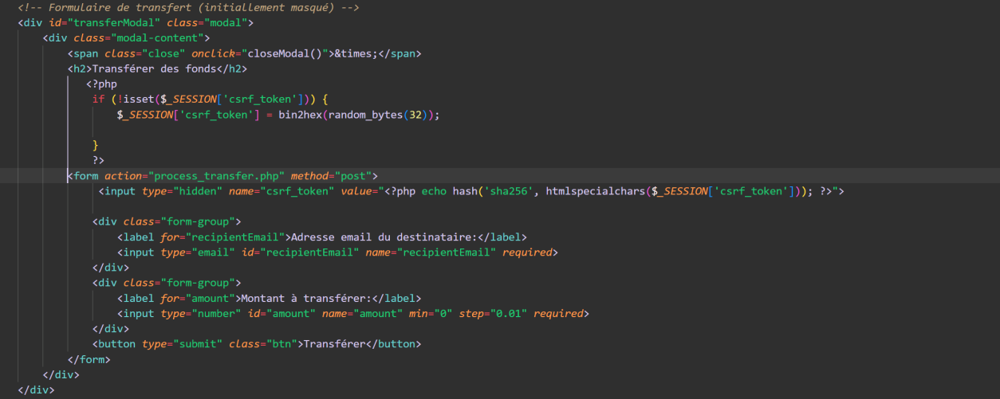 <!-- Formulaire de transfert (initiallement masqué) -->
<div id="transferModal" class="modal">
<div class="modal-content">
<span class="close" onclick="closeModal()">&times;</span>
<h2>Transférer des fonds</h2>
<?php
if (!isset($_SESSION['csrf_token'])) {
$_SESSION['csrf_token'] = bin2hex(random_bytes(32));
}
?>
<form action="process_transfer.php" method="post">
<input type="hidden" name="csrf_token" value="<?php echo hash('sha256', htmlspecialchars($_SESSION['csrf_token'])); ?>">
<div class="form-group">
<label for="recipientEmail">Adresse email du destinataire:</label>
<input type="email" id="recipientEmail" name="recipientEmail" required>
</div>
<div class="form-group">
<label for="amount">Montant à transférer:</label>
<input type="number" id="amount" name="amount" min="0" step="0.01" required>
</div>
<button type="submit" class="btn">Transférer</button>
</form>
</div>
</div>